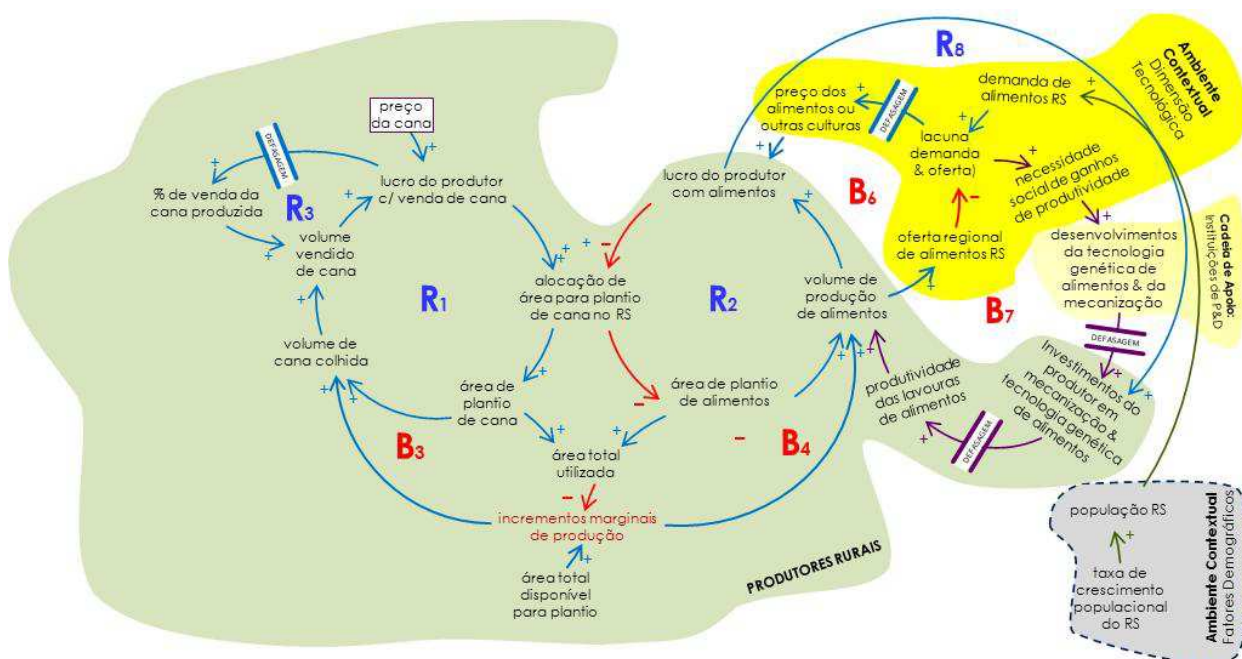 R8
Ambiente
Contextual
Dimensão
Tecnológica
preço
da cana
preço dos
alimentos ou
outras culturas
+
DEFASAGEM
demanda de
alimentos RS
+
+
lacuna
demanda
& oferta)
+
necessidade
social de ganhos
de produtividade
+
DEFASAGEM
+
+
% de venda da
cana produzida
R3
+
lucro do produtor
c/ venda de cana
+
lucro do produtor
com alimentos
+
B6
–
+
Cadeia de Apoio:
Instituições de P&D
+
volume
vendido
de cana
+
+
+
+
–
alocação de
área para plantio
de cana no RS
oferta regional
de alimentos RS
+
desenvolvimentos
da tecnologia
genética de
alimentos & da
mecanização
R1
R2
volume de
produção
de alimentos
B7
DEFASAGEM
volume de
cana colhida
+
+
+
–
+
+
+
produtividade
das lavouras
de alimentos
+
DEFASAGEM
+
+
Investimentos do
produtor em
mecanização &
tecnologia genética
de alimentos
área de
plantio
de cana
área de plantio
de alimentos
B3
+
+
–
B4
área total
utilizada
–
incrementos marginais
de produção
+
área total
disponível
para plantio
PRODUTORES RURAIS
população RS
+
taxa de
crescimento
populacional
do RS
Ambiente Contextual
Fatores Demográficos